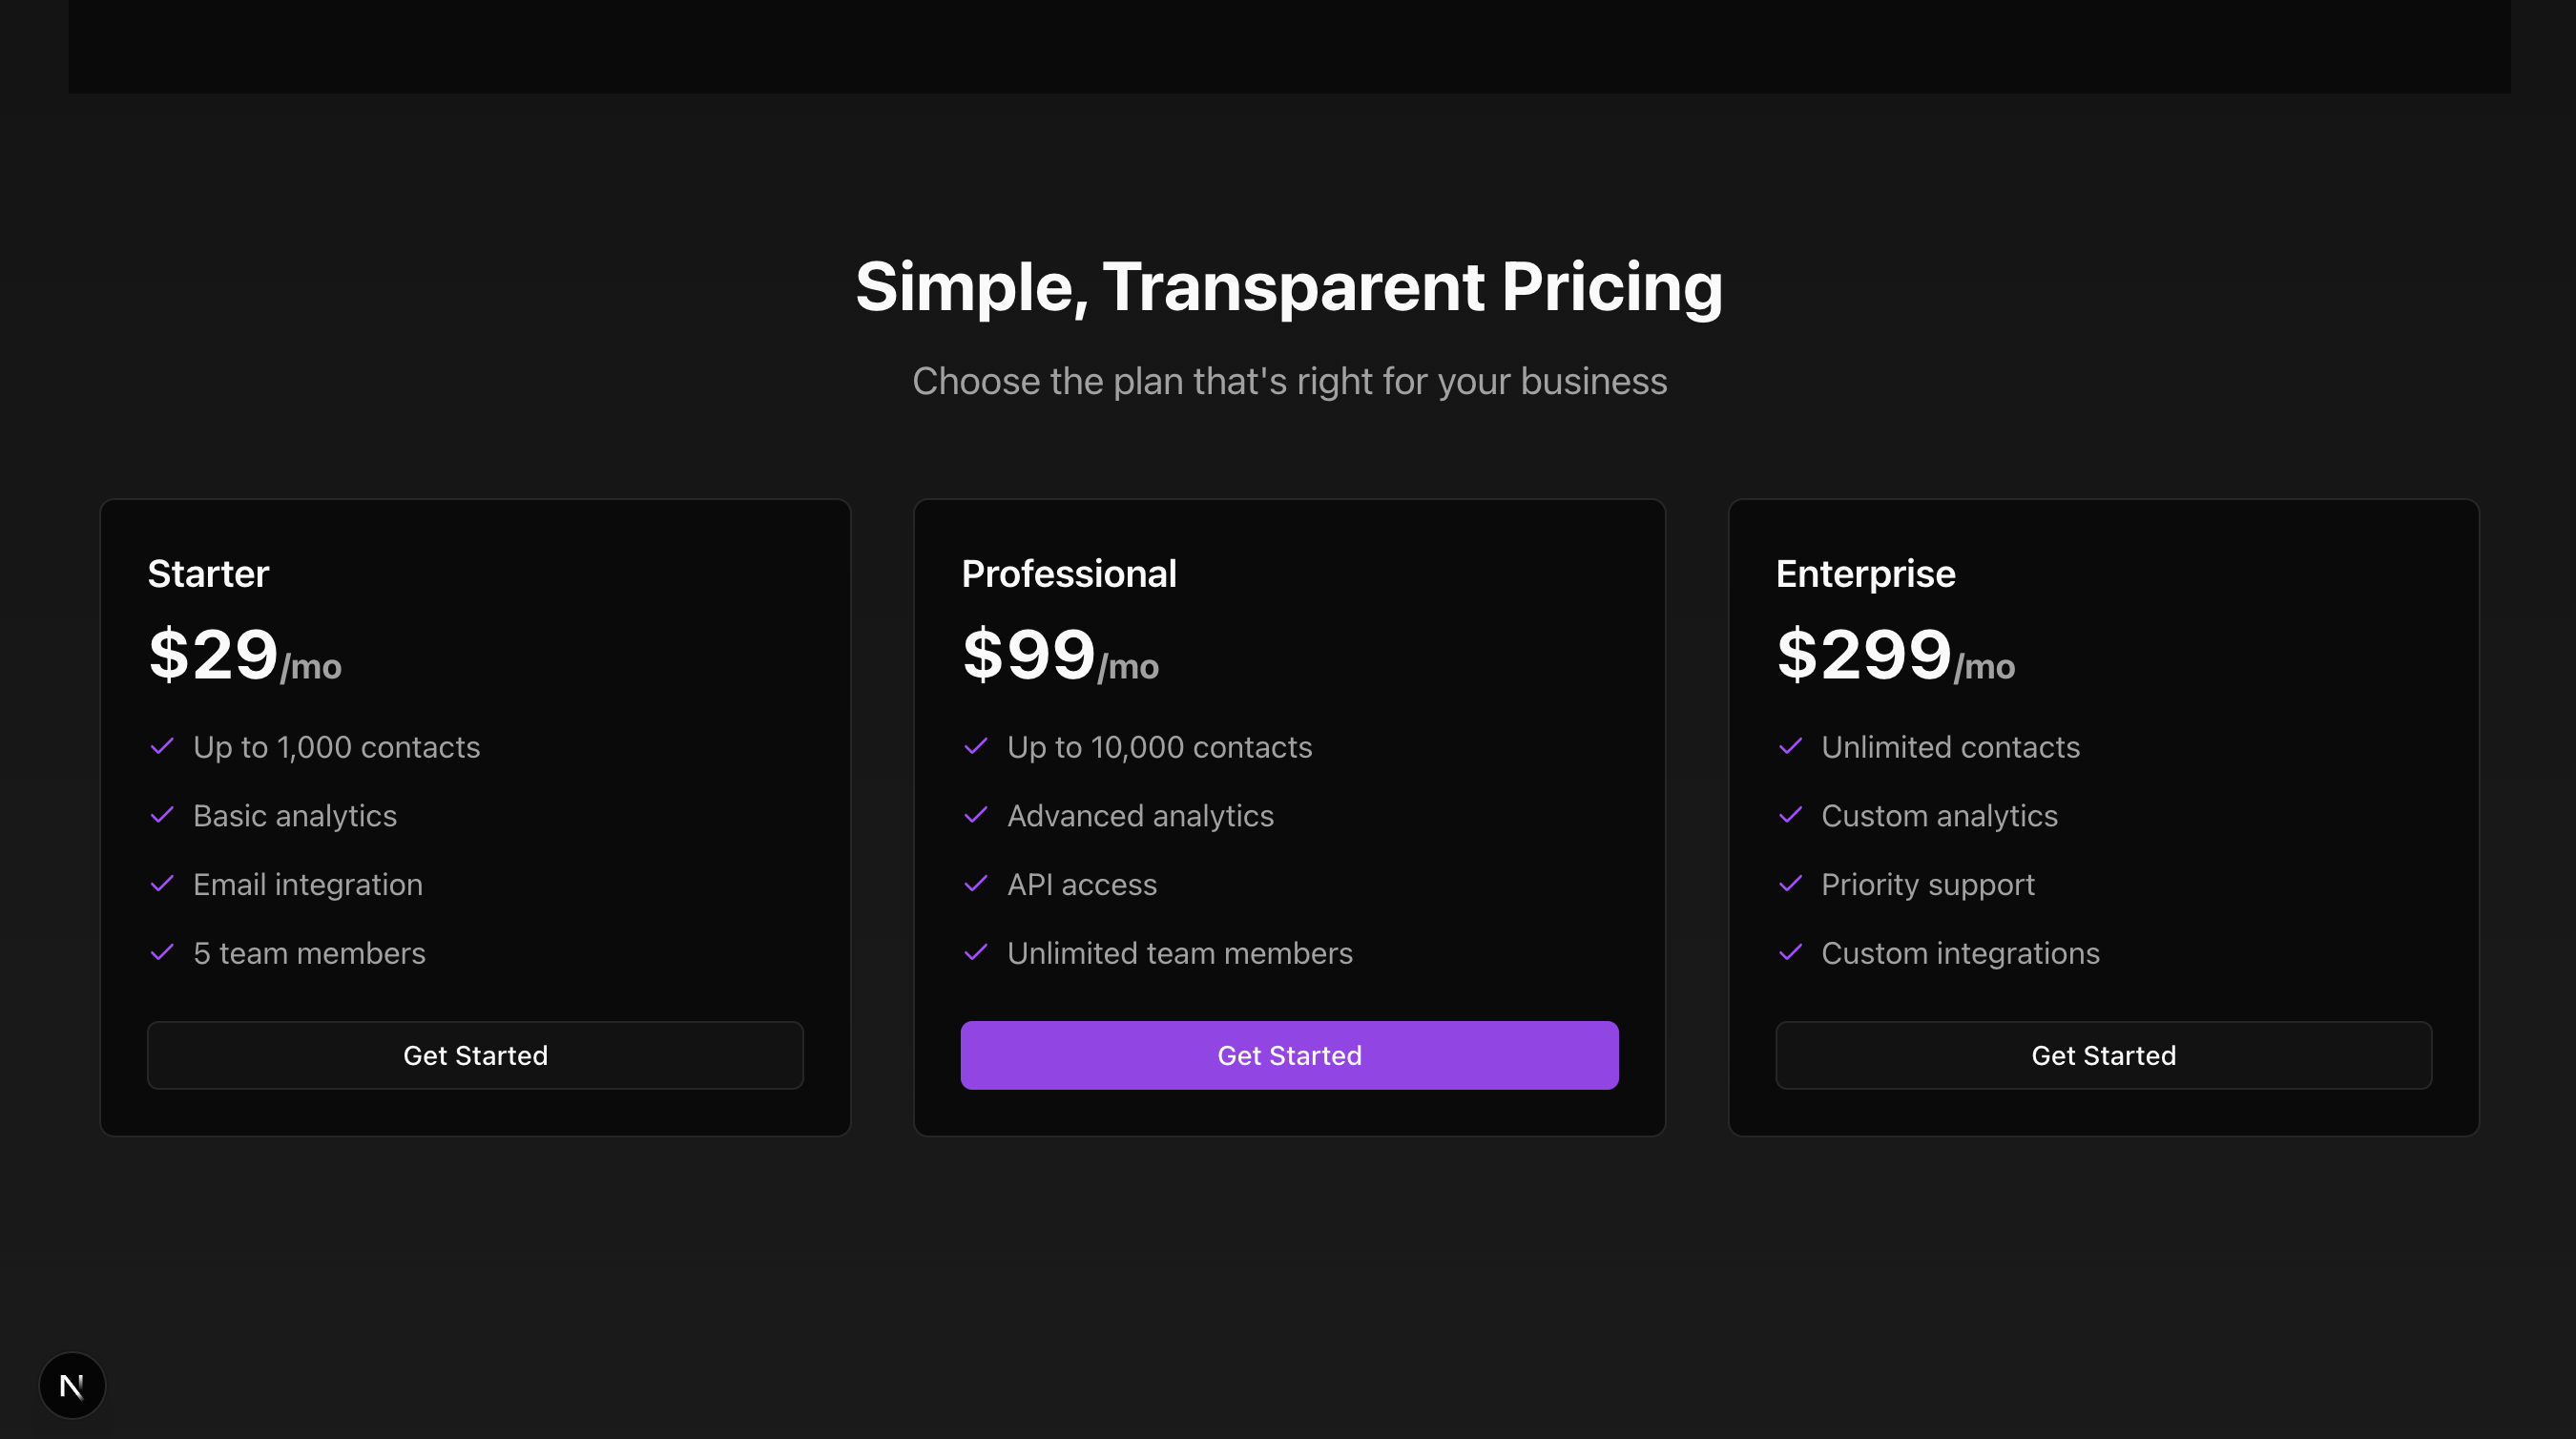 Simple, Transparent Pricing
Choose the plan that's right for your business
Starter
$29/mo
Up to 1,000 contacts
Basic analytics
Email integration
5 team members
Get Started
Professional
$99/mo
Up to 10,000 contacts
Advanced analytics
API access
Unlimited team members
Get Started
Enterprise
$299/mo
Unlimited contacts
Custom analytics
Priority support
Custom integrations
Get Started
N